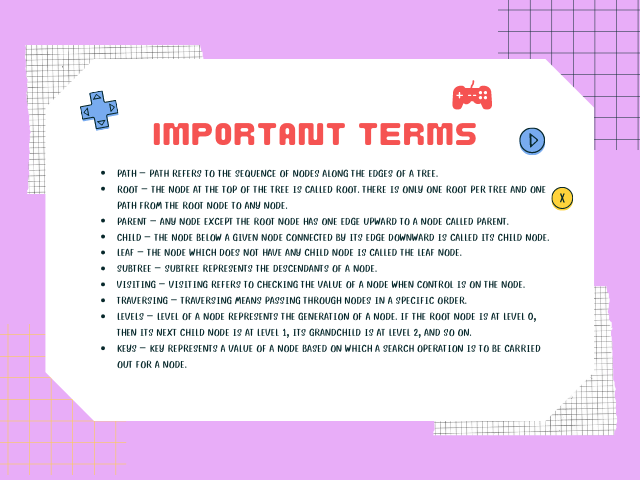 IMPORTANT TERMS
• PATH – PATH REFERS TO THE SEQUENCE OF NODES ALONG THE EDGES OF A TREE.
• ROOT – THE NODE AT THE TOP OF THE TREE IS CALLED ROOT. THERE IS ONLY ONE ROOT PER TREE AND ONE
PATH FROM THE ROOT NODE TO ANY NODE.
• PARENT – ANY NODE EXCEPT THE ROOT NODE HAS ONE EDGE UPWARD TO A NODE CALLED PARENT.
• CHILD – THE NODE BELOW A GIVEN NODE CONNECTED BY ITS EDGE DOWNWARD IS CALLED ITS CHILD NODE.
• LEAF – THE NODE WHICH DOES NOT HAVE ANY CHILD NODE IS CALLED THE LEAF NODE.
• SUBTREE – SUBTREE REPRESENTS THE DESCENDANTS OF A NODE.
• VISITING – VISITING REFERS TO CHECKING THE VALUE OF A NODE WHEN CONTROL IS ON THE NODE.
• TRAVERSING – TRAVERSING MEANS PASSING THROUGH NODES IN A SPECIFIC ORDER.
• LEVELS – LEVEL OF A NODE REPRESENTS THE GENERATION OF A NODE. IF THE ROOT NODE IS AT LEVEL 0,
THEN ITS NEXT CHILD NODE IS AT LEVEL 1, ITS GRANDCHILD IS AT LEVEL 2, AND SO ON.
• KEYS – KEY REPRESENTS A VALUE OF A NODE BASED ON WHICH A SEARCH OPERATION IS TO BE CARRIED
OUT FOR A NODE.
X